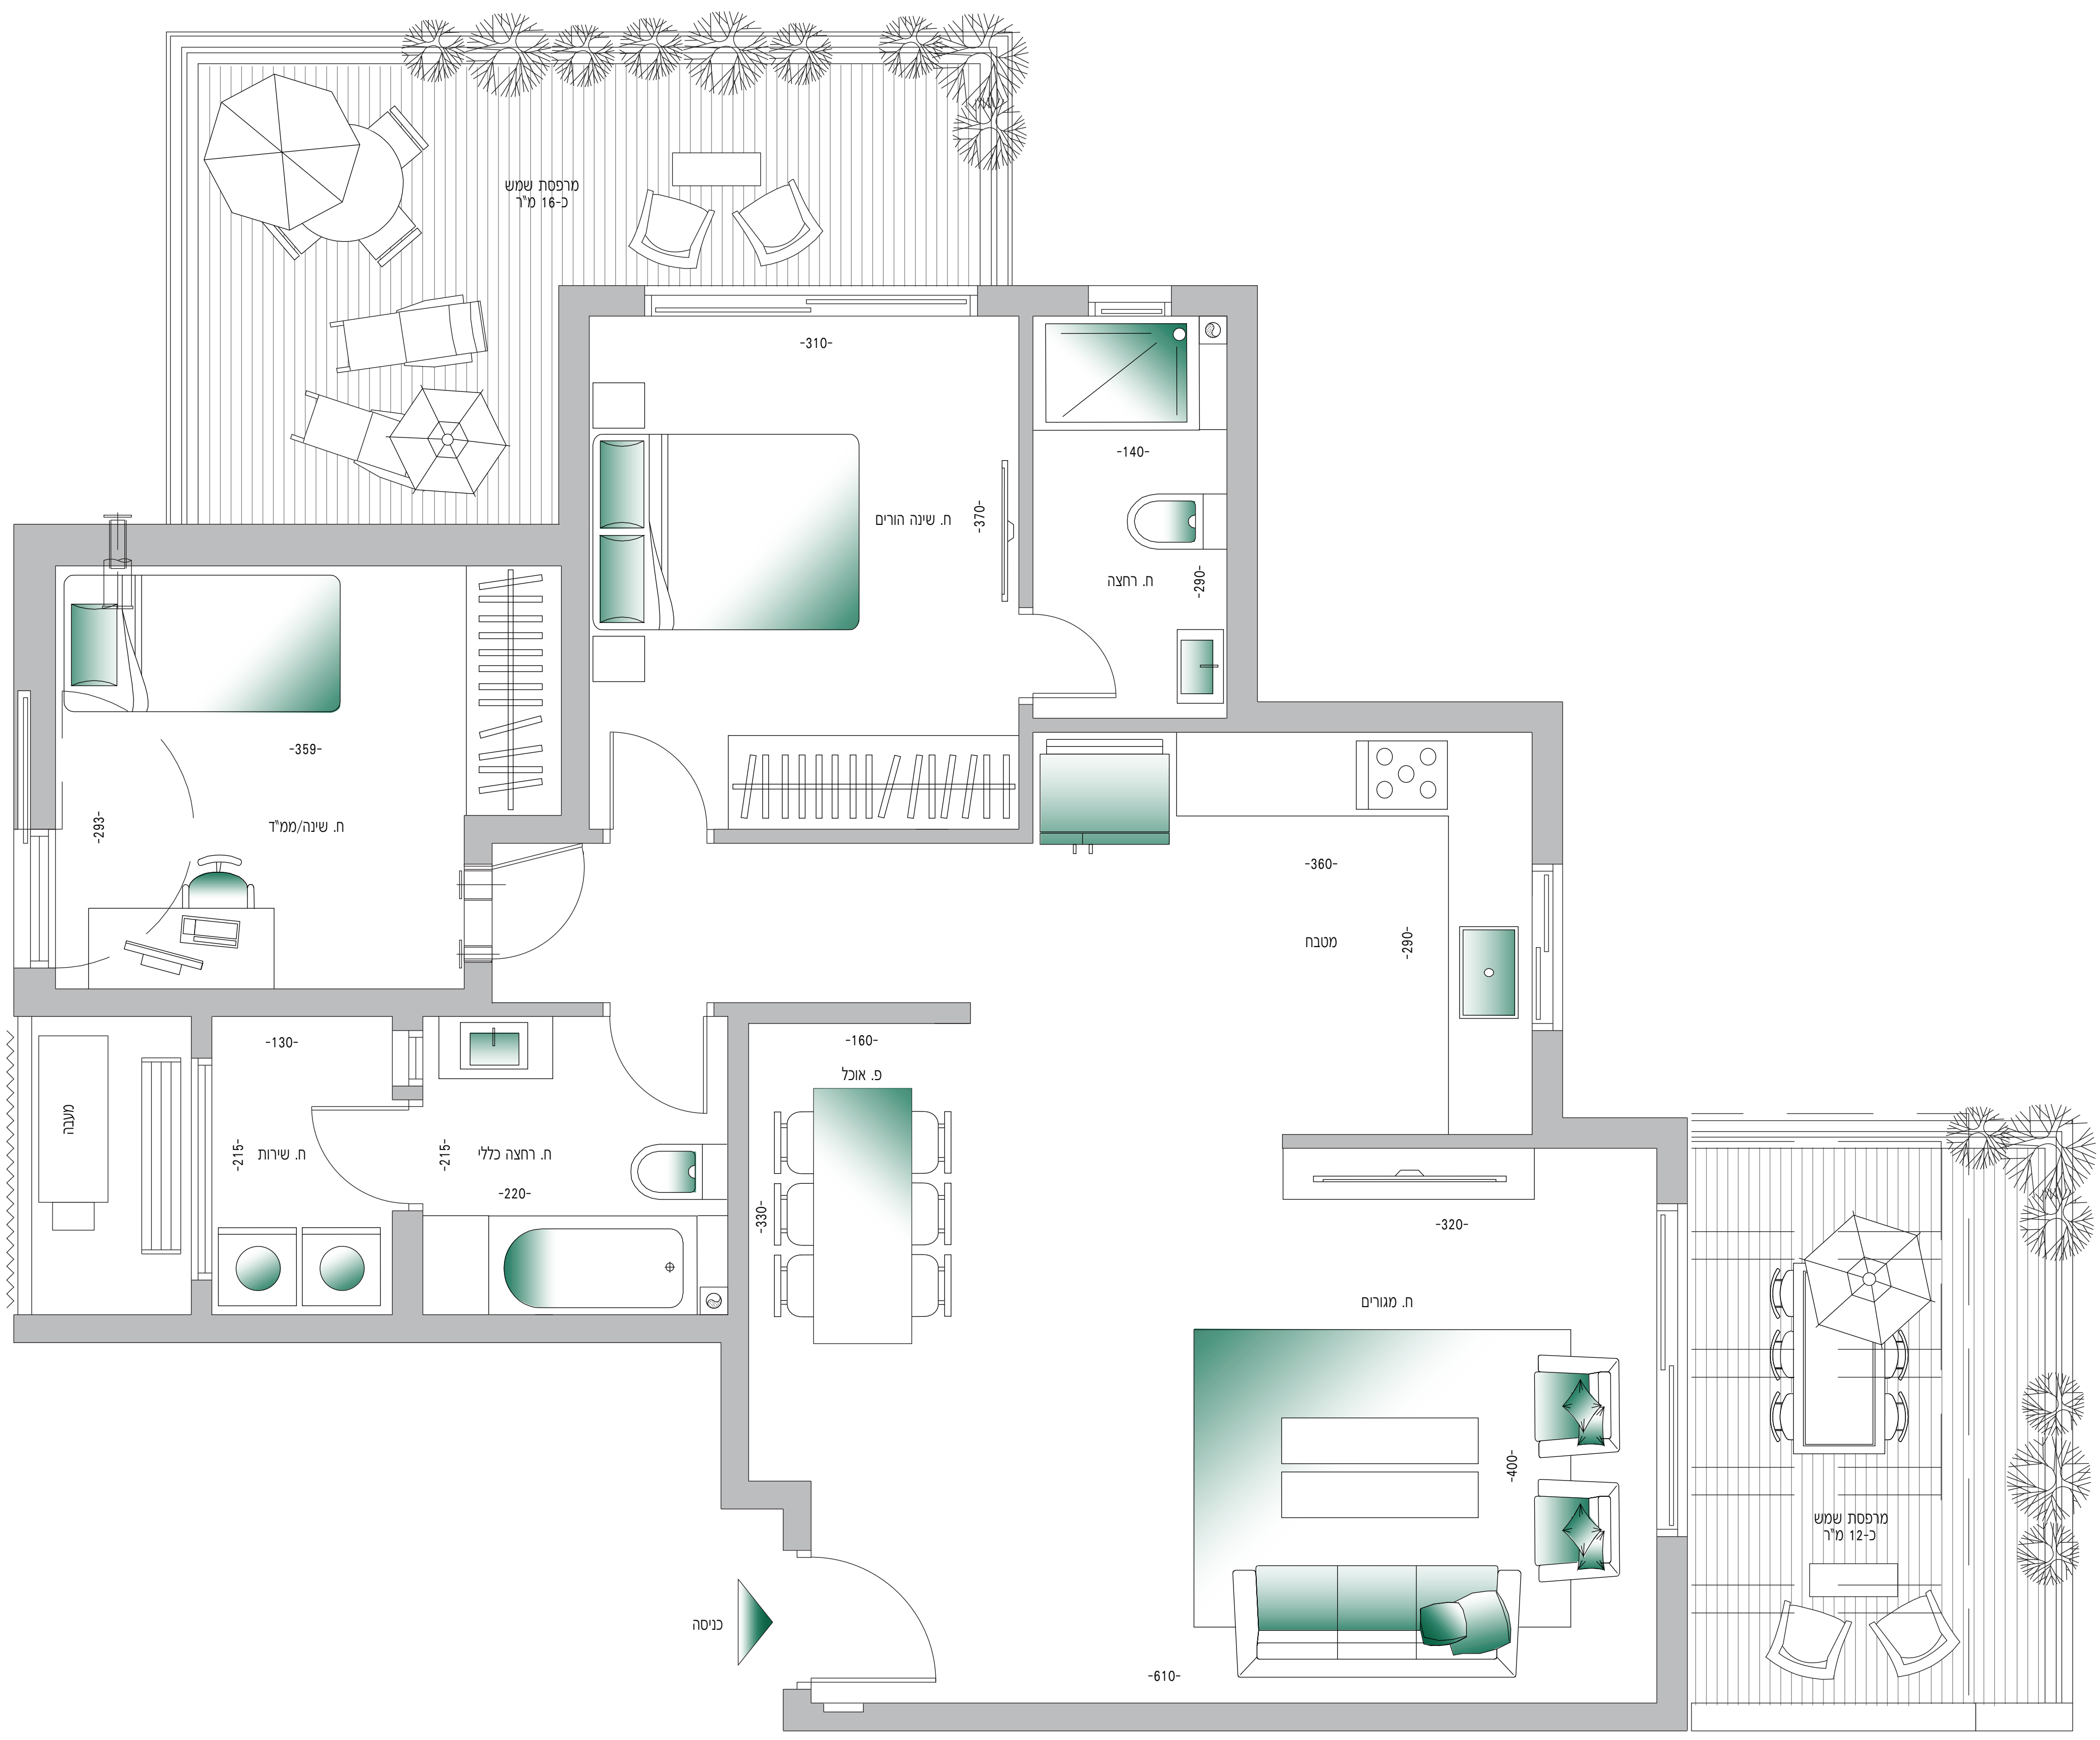 מרפסת שמש
כ-16 מ"ר
-310-
-140-
ח. שינה הורים
-370-
ח. רחצה
-290-
-359-
ח. שינה/ממ"ד
-293-
-360-
מטבח
-290-
-130-
-160-
פ. אוכל
מעבה
ח. שירות
-215-
ח. רחצה כללי
-215-
-220-
-330-
-320-
ח. מגורים
-400-
מרפסת שמש
כ-12 מ"ר
כניסה
-610-